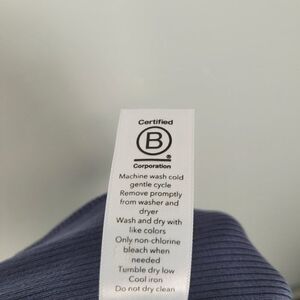 Certified
B
Corporation
Machine wash cold
gentle cycle
Remove promptly
from washer and
dryer
Wash and dry with
like colors
Only non-chlorine
bleach when
needed
Tumble dry low
Cool iron
Do not dry clean